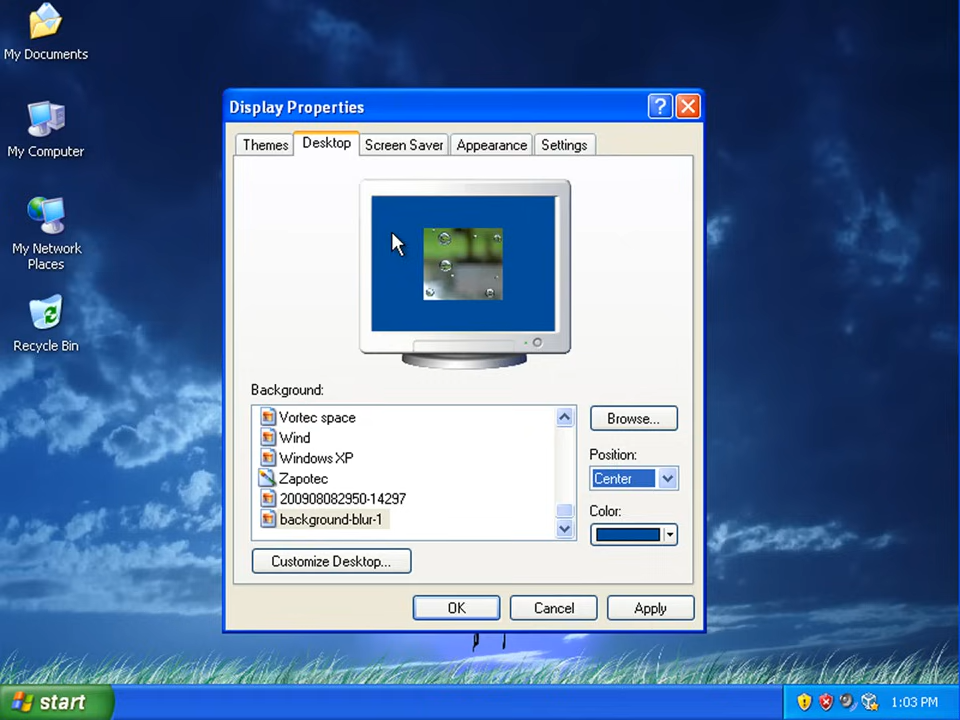 My Documents
My Computer
My Network
Places
Recycle Bin
Display Properties
Themes
Desktop
Screen Saver
Appearance
Settings
Background:
Vortec space
Wind
Windows XP
Zapotec
200908082950-14297
background-blur-1
Browse...
Position:
Center
Color:
Customize Desktop...
OK
Cancel
Apply
start
1:03 PM